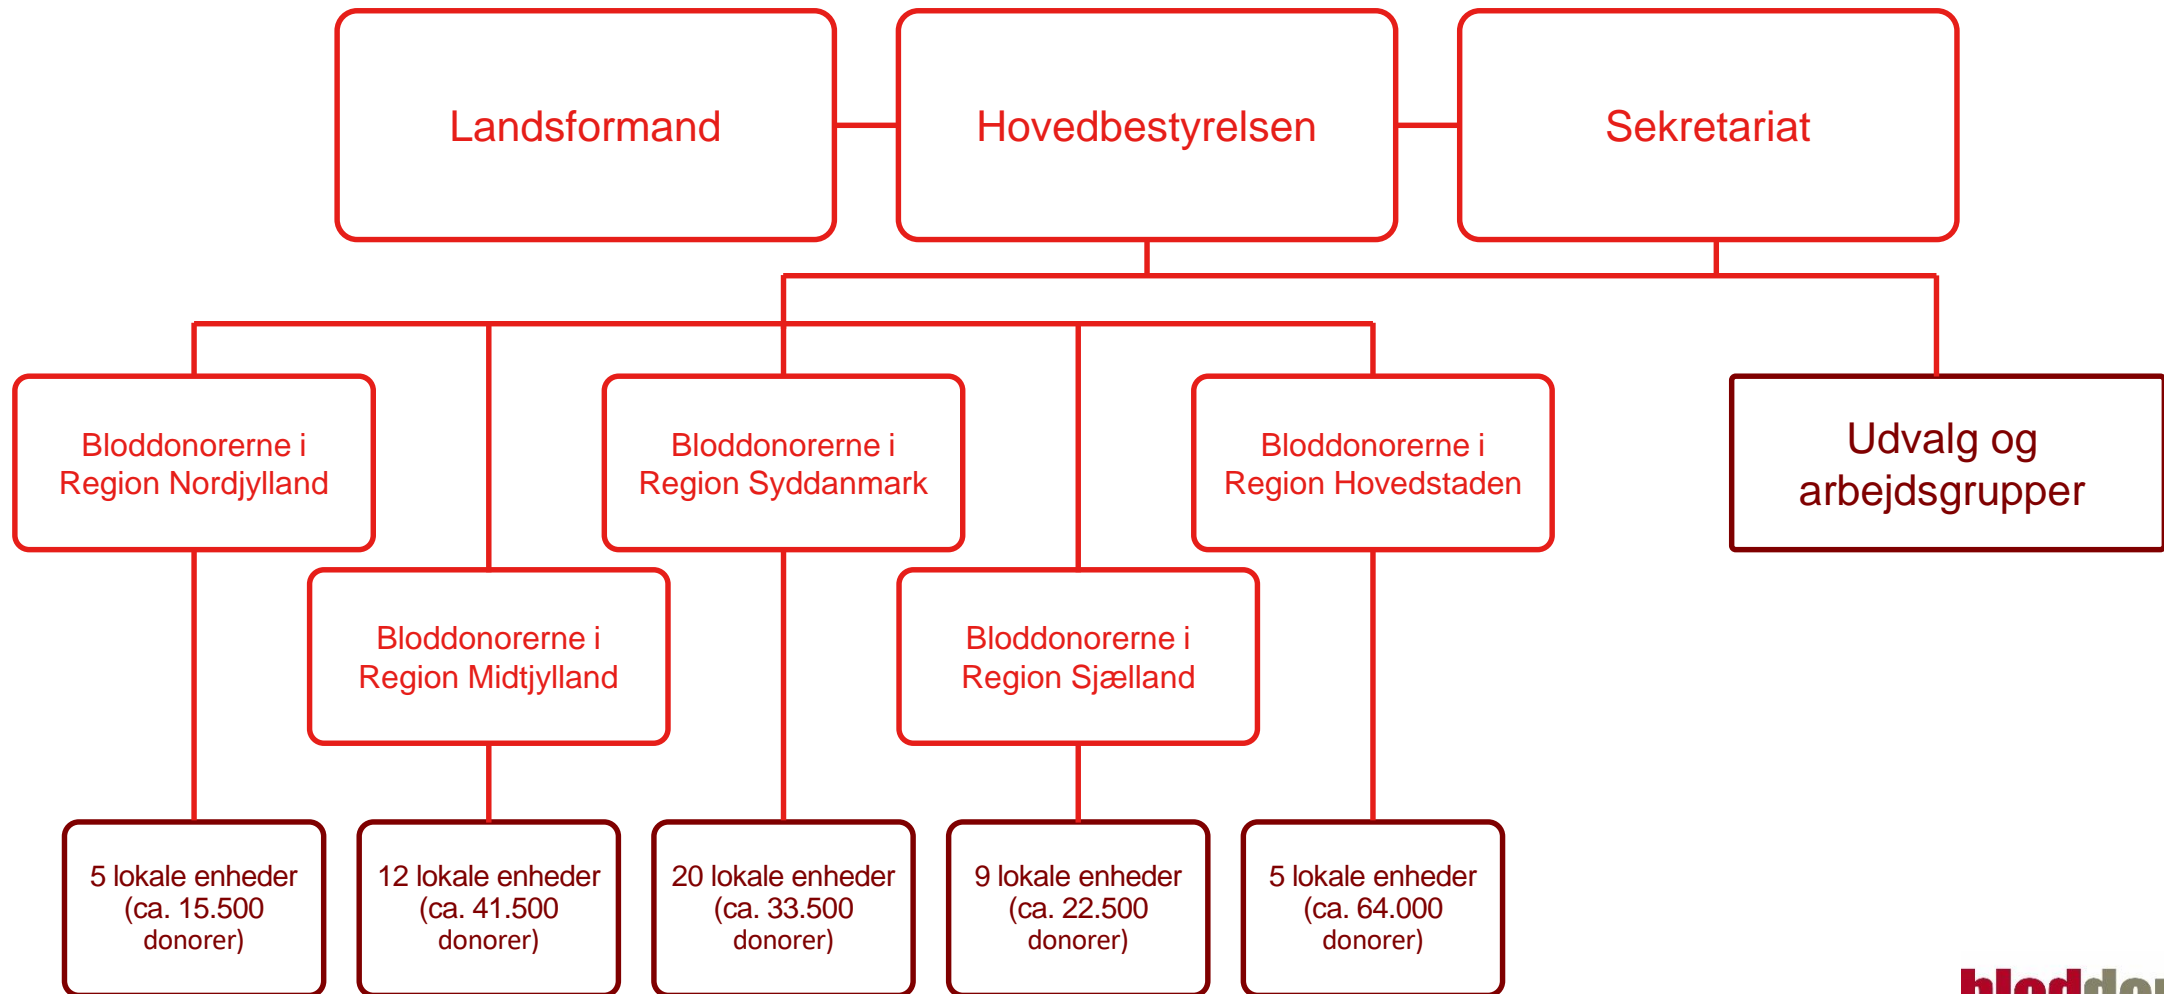 Landsformand
Hovedbestyrelsen
Sekretariat
Bloddonorerne i
Region Nordjylland
Bloddonorerne i
Region Syddanmark
Bloddonorerne i
Region Hovedstaden
Udvalg og
arbejdsgrupper
Bloddonorerne i
Region Midtjylland
Bloddonorerne i
Region Sjælland
5 lokale enheder
(ca. 15.500
donorer)
12 lokale enheder
(ca. 41.500
donorer)
20 lokale enheder
(ca. 33.500
donorer)
9 lokale enheder
(ca. 22.500
donorer)
5 lokale enheder
(ca. 64.000
donorer)